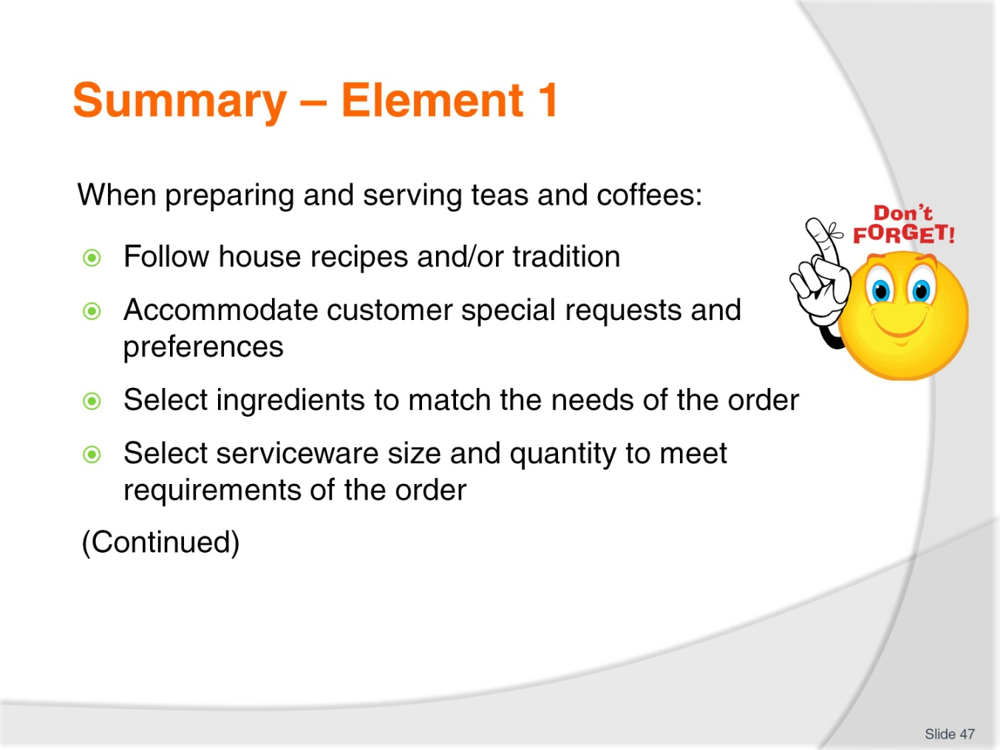 Summary – Element 1
When preparing and serving teas and coffees:
Follow house recipes and/or tradition
Accommodate customer special requests and
preferences
Select ingredients to match the needs of the order
Select serviceware size and quantity to meet
requirements of the order
(Continued)
Don't
FORGET!
Slide 47